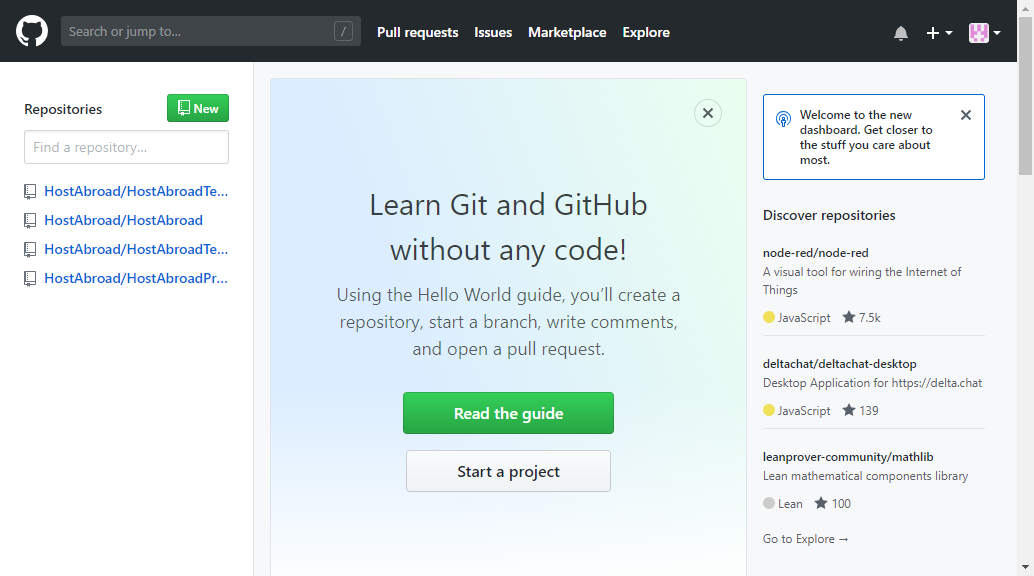 Search or jump to...
/
Pull requests
Issues
Marketplace
Explore
Repositories
New
Find a repository...
HostAbroad/HostAbroadTe...
HostAbroad/HostAbroad
HostAbroad/HostAbroadTe...
HostAbroad/HostAbroadPr...
Learn Git and GitHub
without any code!
Using the Hello World guide, you’ll create a
repository, start a branch, write comments,
and open a pull request.
Read the guide
Start a project
Welcome to the new
dashboard. Get closer to
the stuff you care about
most.
Discover repositories
node-red/node-red
A visual tool for wiring the Internet of
Things
JavaScript 7.5k
deltachat/deltachat-desktop
Desktop Application for https://delta.chat
JavaScript 139
leanprover-community/mathlib
Lean mathematical components library
Lean 100
Go to Explore →